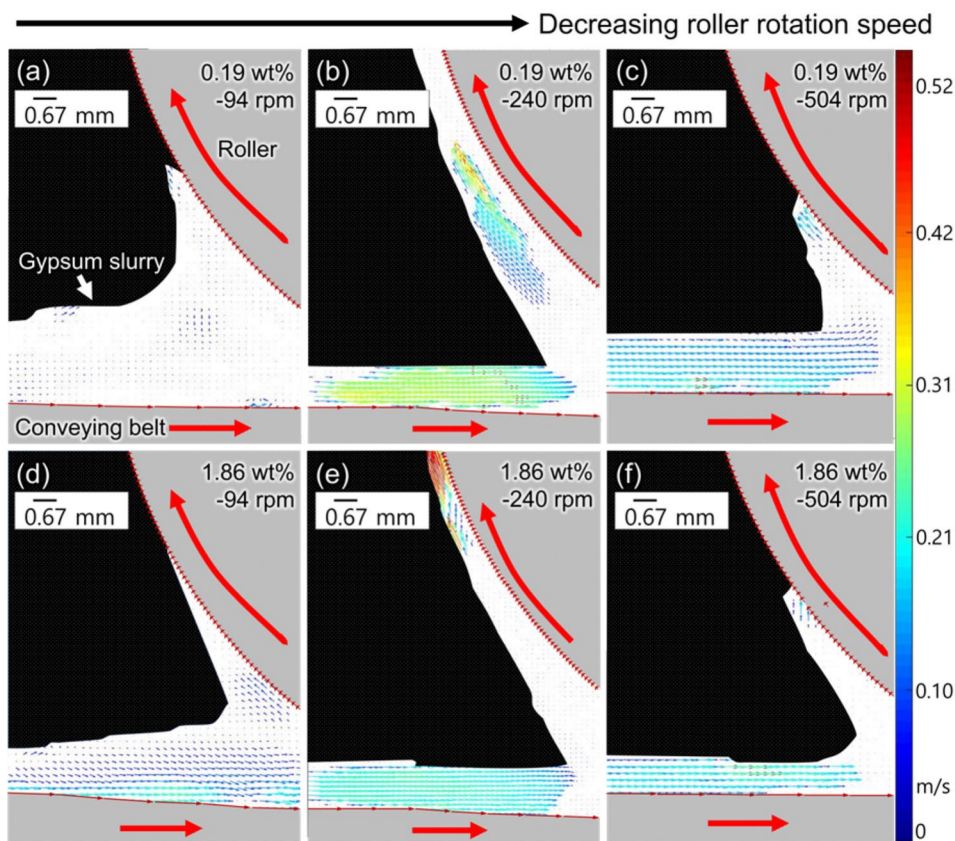 Decreasing roller rotation speed
(a)
0.19 wt%
-94 rpm
0.67 mm
Roller
Gypsum slurry
Conveying belt
(b)
0.19 wt%
-240 rpm
0.67 mm
(c)
0.19 wt%
-504 rpm
0.67 mm
(d)
1.86 wt%
-94 rpm
0.67 mm
(e)
1.86 wt%
-240 rpm
0.67 mm
(f)
1.86 wt%
-504 rpm
0.67 mm
0.52
0.42
0.31
0.21
0.10
m/s
0